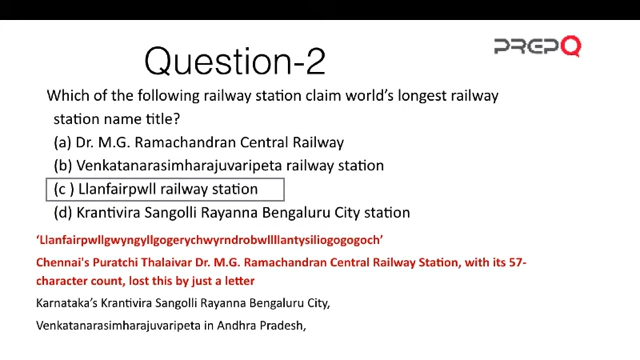 PREPQ
Question-2
Which of the following railway station claim world's longest railway
station name title?
(a) Dr. M.G. Ramachandran Central Railway
(b) Venkatanarasimharajuvaripeta railway station
(c ) Llanfairpwll railway station
(d) Krantivira Sangolli Rayanna Bengaluru City station
‘Llanfairpwllgwyngyllgogerychwyrndrobwllllantysiliogogogoch’
Chennai's Puratchi Thalaivar Dr. M.G. Ramachandran Central Railway Station, with its 57-
character count, lost this by just a letter
Karnataka’s Krantivira Sangolli Rayanna Bengaluru City,
Venkatanarasimharajuvaripeta in Andhra Pradesh,